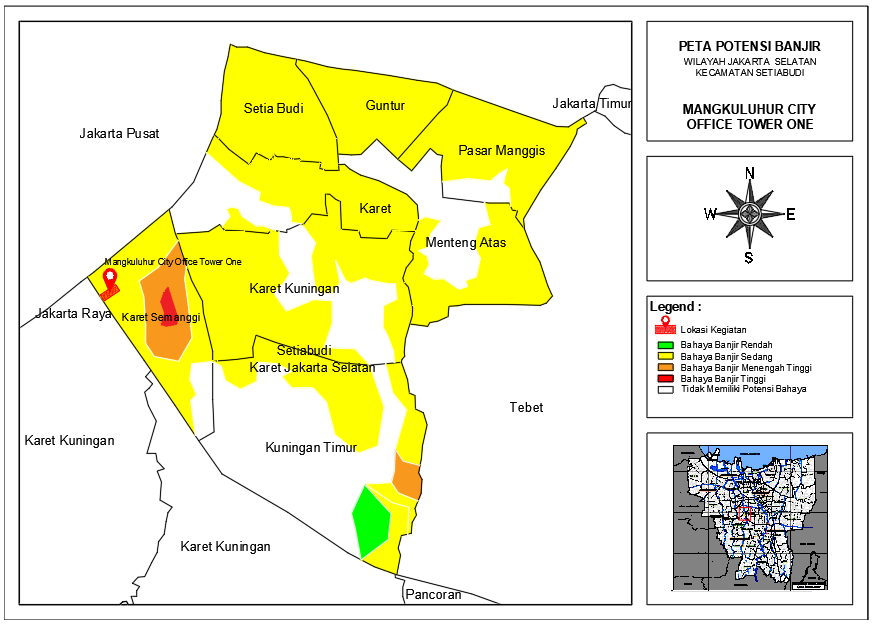 PETA POTENSI BANJIR
WILAYAH JAKARTA SELATAN
KECAMATAN SETIABUDI
MANGKULUHUR CITY
OFFICE TOWER ONE
N
W
E
S
Legend :
Lokasi Kegiatan
Bahaya Banjir Rendah
Bahaya Banjir Sedang
Bahaya Banjir Menengah Tinggi
Bahaya Banjir Tinggi
Tidak Memiliki Potensi Bahaya
Jakarta Pusat
Setia Budi
Guntur
Jakarta Timur
Pasar Manggis
Karet
Menteng Atas
Mangkuluhur City Office Tower One
Karet Kuningan
Jakarta Raya
Karet Semanggi
Setiabudi
Karet Jakarta Selatan
Tebet
Karet Kuningan
Kuningan Timur
Karet Kuningan
Pancoran